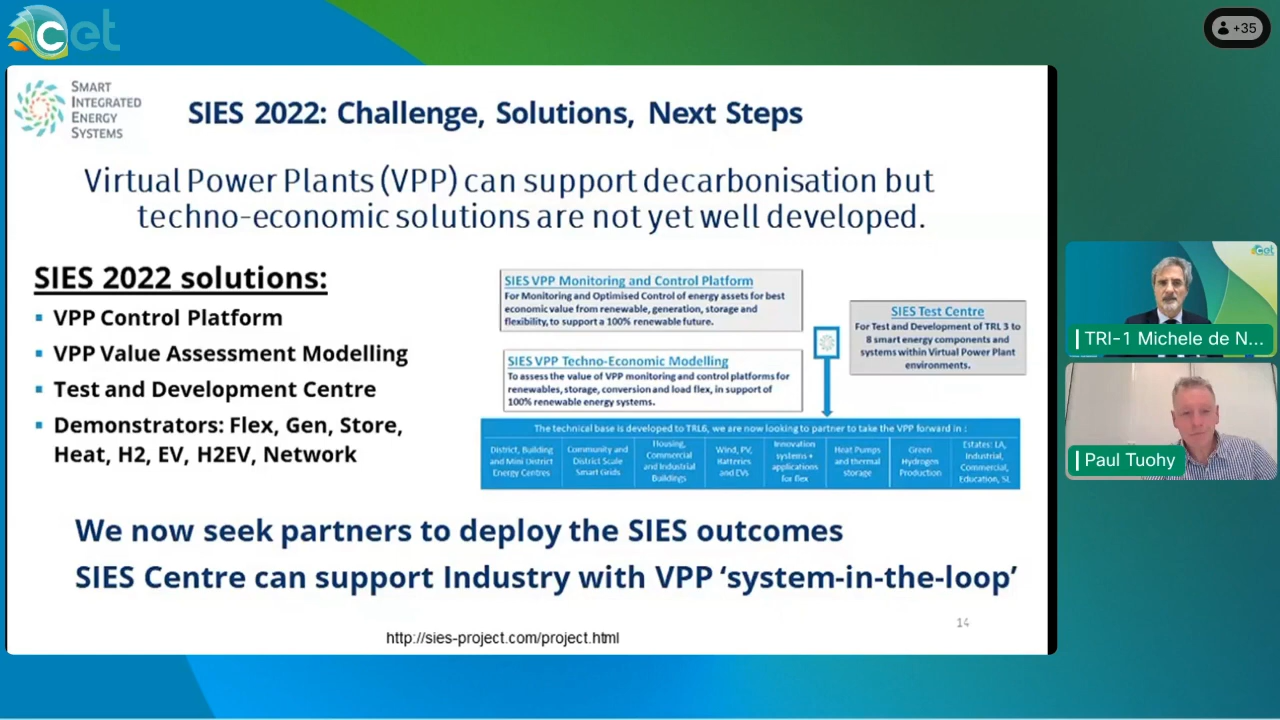 cet
+35
SMART
INTEGRATED
ENERGY
SYSTEMS
SIES 2022: Challenge, Solutions, Next Steps
Virtual Power Plants (VPP) can support decarbonisation but
techno-economic solutions are not yet well developed.
SIES 2022 solutions:
▪ VPP Control Platform
▪ VPP Value Assessment Modelling
▪ Test and Development Centre
▪ Demonstrators: Flex, Gen, Store,
Heat, H2, EV, H2EV, Network
SIES VPP Monitoring and Control Platform
For Monitoring and Optimised Control of energy assets for best
economic value from renewable, generation, storage and
flexibility, to support a 100% renewable future.
SIES VPP Techno-Economic Modelling
To assess the value of VPP monitoring and control platforms for
renewables, storage, conversion and load flex, in support of
100% renewable energy systems.
SIES Test Centre
For Test and Development of TRL 3 to
8 smart energy components and
systems within Virtual Power Plant
environments.
The technical base is developed to TRL6, we are now looking to partner to take the VPP forward in :
District, Building
and Mini District
Energy Centres
Community and
District Scale
Smart Grids
Housing,
Commercial
and Industrial
Buildings
Wind, PV,
Batteries
and EVs
Innovation
systems +
applications
for flex
Heat Pumps
and thermal
storage
Green
Hydrogen
Production
Estates: LA,
Industrial,
Commercial,
Education, SI.
We now seek partners to deploy the SIES outcomes
SIES Centre can support Industry with VPP ‘system-in-the-loop’
14
http://sies-project.com/project.html
cet
TRI-1 Michele de N...
Paul Tuohy